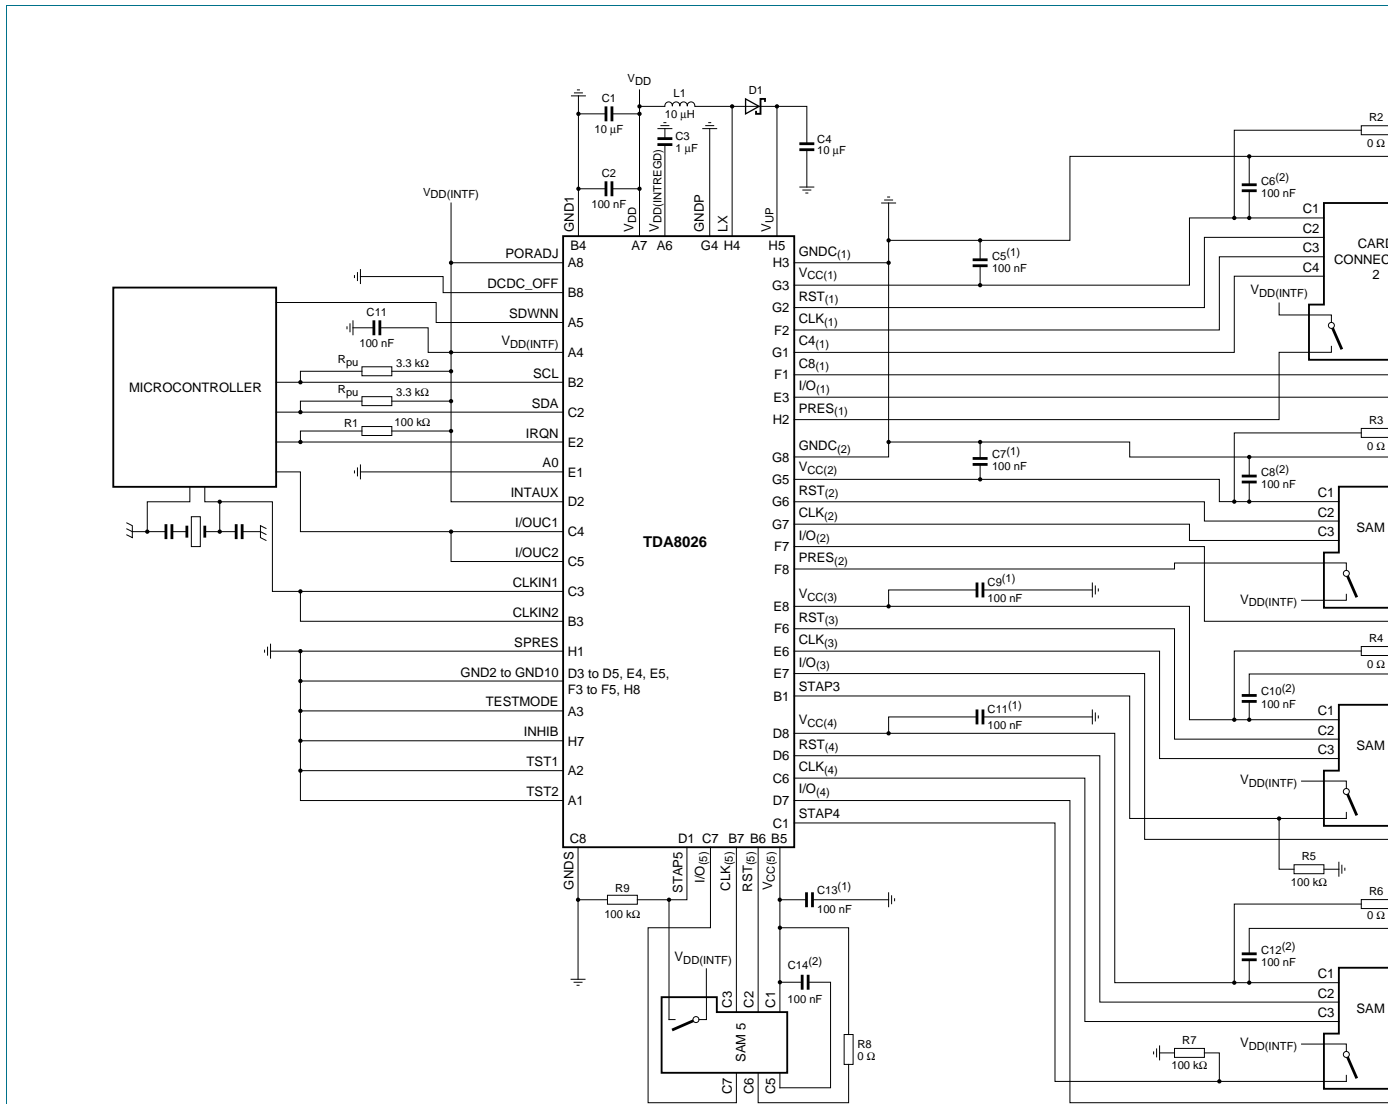 VDD
C1
10 µF
L1
10 µH
D1
C3
1 µF
C4
10 µF
C2
100 nF
VDD(INTF)
GND1
VDD
VDD(INTREGD)
GNDP
LX
VUP
B4
A7
A6
G4
H4
H5
MICROCONTROLLER
TDA8026
PORADJ
A8
DCDC_OFF
B8
SDWNN
A5
C11
100 nF
VDD(INTF)
A4
Rpu
3.3 kΩ
SCL
B2
Rpu
3.3 kΩ
SDA
C2
R1
100 kΩ
IRQN
E2
A0
E1
INTAUX
D2
I/OUC1
C4
I/OUC2
C5
CLKIN1
C3
CLKIN2
B3
SPRES
H1
GND2 to GND10
D3 to D5, E4, E5,
F3 to F5, H8
TESTMODE
A3
INHIB
H7
TST1
A2
TST2
A1
GNDC(1)
H3
VCC(1)
G3
RST(1)
G2
CLK(1)
F2
C4(1)
G1
C8(1)
F1
I/O(1)
E3
PRES(1)
H2
GNDC(2)
G8
VCC(2)
G5
RST(2)
G6
CLK(2)
G7
I/O(2)
F7
PRES(2)
F8
VCC(3)
E8
RST(3)
F6
CLK(3)
E6
I/O(3)
E7
STAP3
B1
VCC(4)
D8
RST(4)
D6
CLK(4)
C6
I/O(4)
D7
STAP4
C1
C5(1)
100 nF
C7(1)
100 nF
C9(1)
100 nF
C11(1)
100 nF
R2
0 Ω
C6(2)
100 nF
C1
C2
C3
C4
VDD(INTF)
2
R3
0 Ω
C8(2)
100 nF
C1
C2
C3
SAM
VDD(INTF)
R4
0 Ω
C10(2)
100 nF
C1
C2
C3
SAM
VDD(INTF)
R5
100 kΩ
R6
0 Ω
C12(2)
100 nF
C1
C2
C3
SAM
VDD(INTF)
R7
100 kΩ
C8
D1
C7
B7
B6
B5
GNDS
STAP5
I/O(5)
CLK(5)
RST(5)
VCC(5)
R9
100 kΩ
C13(1)
100 nF
VDD(INTF)
C14(2)
100 nF
C3
C2
C1
SAM 5
C7
C6
C5
R8
0 Ω